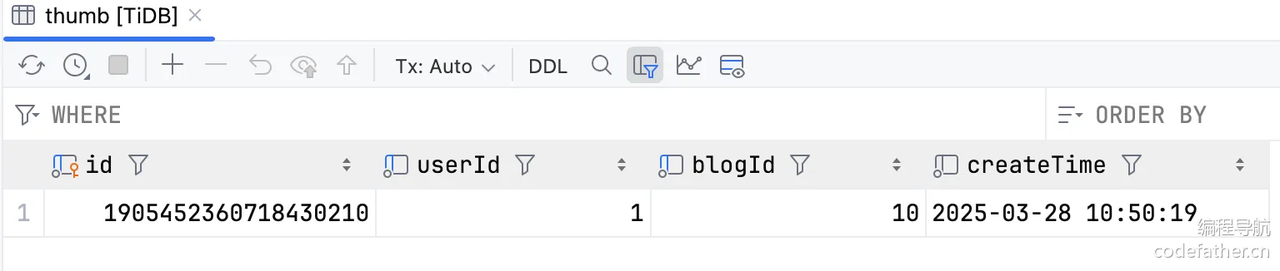 thumb [TiDB]
Tx: Auto DDL
WHERE ORDER BY
id userId blogId createTime
1 1905452360718430210 1 10 2025-03-28 10:50:19
编程导航
codefather.cn